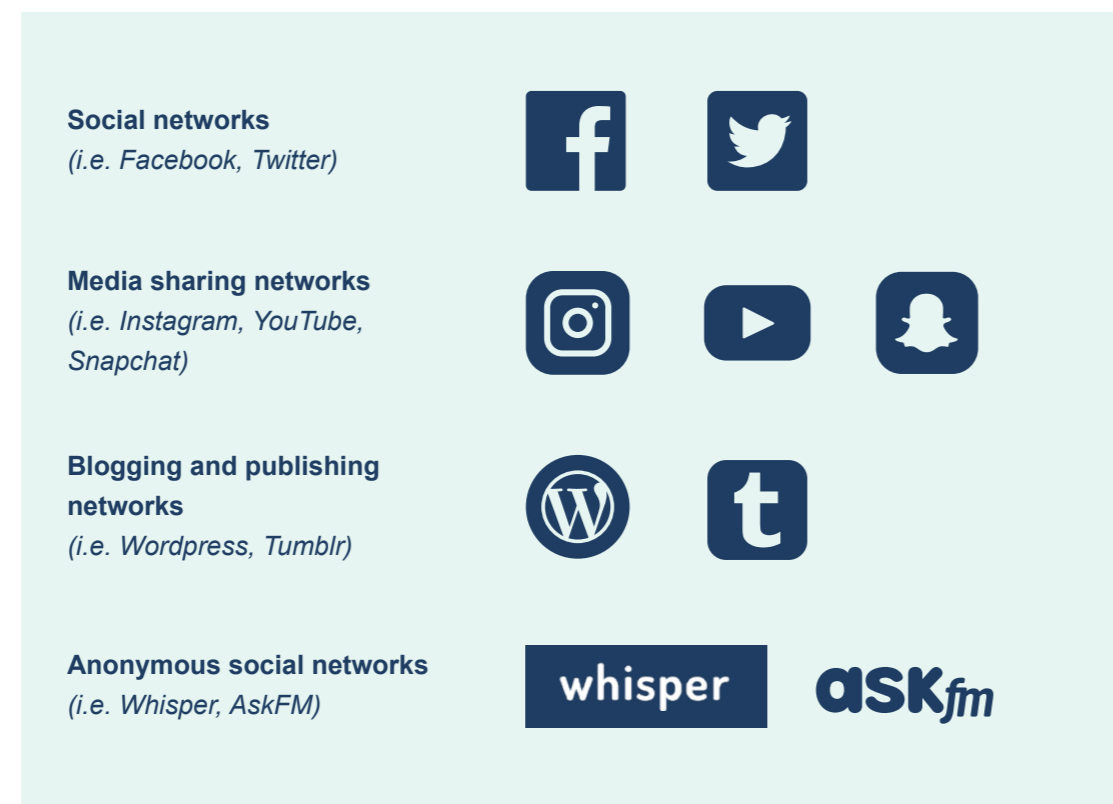 Social networks
(i.e. Facebook, Twitter)
Media sharing networks
(i.e. Instagram, YouTube,
Snapchat)
Blogging and publishing
networks
(i.e. Wordpress, Tumblr)
Anonymous social networks
(i.e. Whisper, AskFM)
whisper
askfm